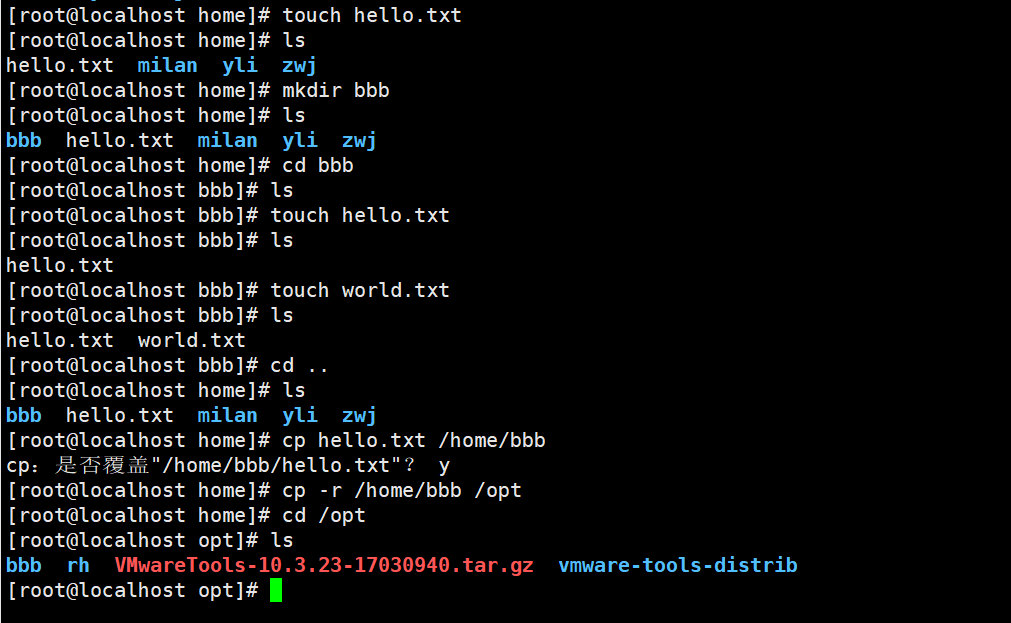 [root@localhost home]# touch hello.txt
[root@localhost home]# ls
hello.txt  milan  yli  zwj
[root@localhost home]# mkdir bbb
[root@localhost home]# ls
bbb  hello.txt  milan  yli  zwj
[root@localhost home]# cd bbb
[root@localhost bbb]# ls
[root@localhost bbb]# touch hello.txt
[root@localhost bbb]# ls
hello.txt
[root@localhost bbb]# touch world.txt
[root@localhost bbb]# ls
hello.txt  world.txt
[root@localhost bbb]# cd ..
[root@localhost home]# ls
bbb  hello.txt  milan  yli  zwj
[root@localhost home]# cp hello.txt /home/bbb
cp：是否覆盖"/home/bbb/hello.txt"？ y
[root@localhost home]# cp -r /home/bbb /opt
[root@localhost home]# cd /opt
[root@localhost opt]# ls
bbb  rh  VMwareTools-10.3.23-17030940.tar.gz  vmware-tools-distrib
[root@localhost opt]#